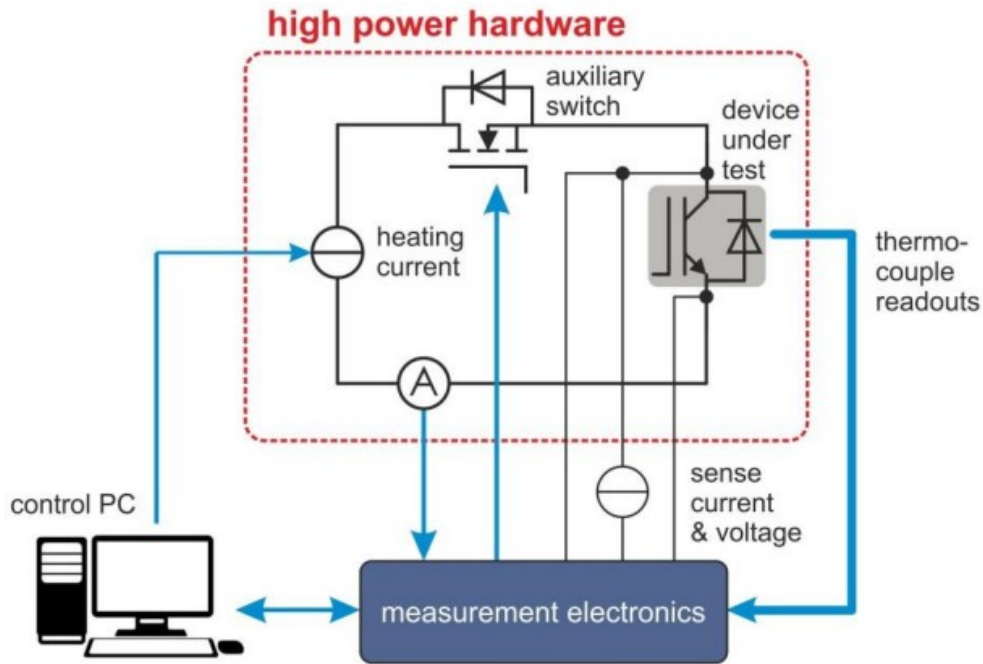 high power hardware
auxiliary
switch
device
under
test
heating
current
thermo-
couple
readouts
A
control PC
sense
current
& voltage
measurement electronics